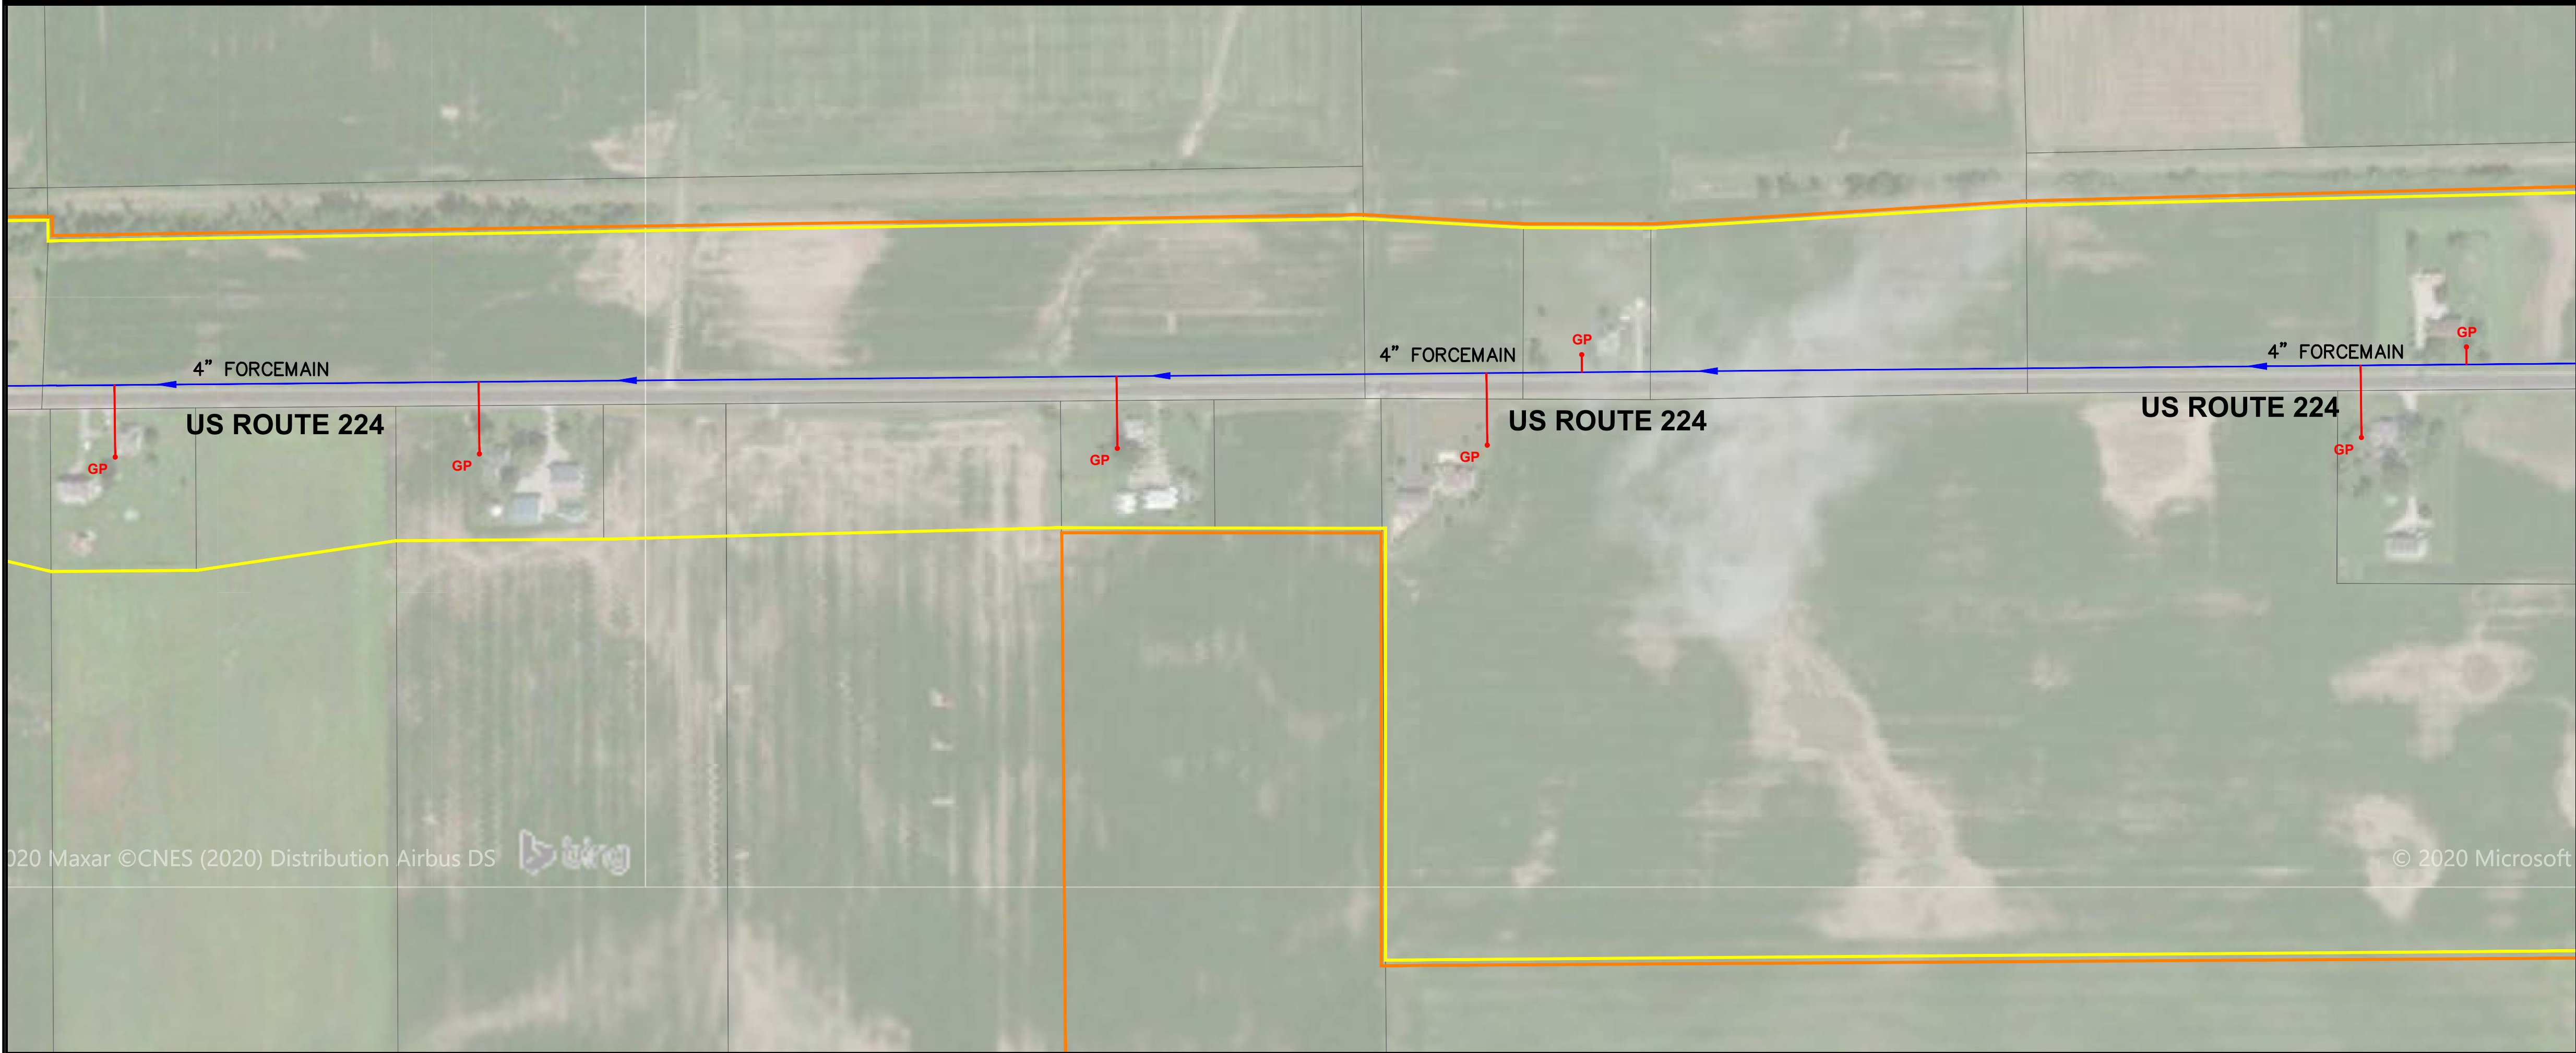 GP
GP
4” FORCEMAIN
4” FORCEMAIN
4” FORCEMAIN
US ROUTE 224
US ROUTE 224
US ROUTE 224
GP
GP
GP
GP
GP
020 Maxar ©CNES (2020) Distribution Airbus DS
bing
© 2020 Microsoft